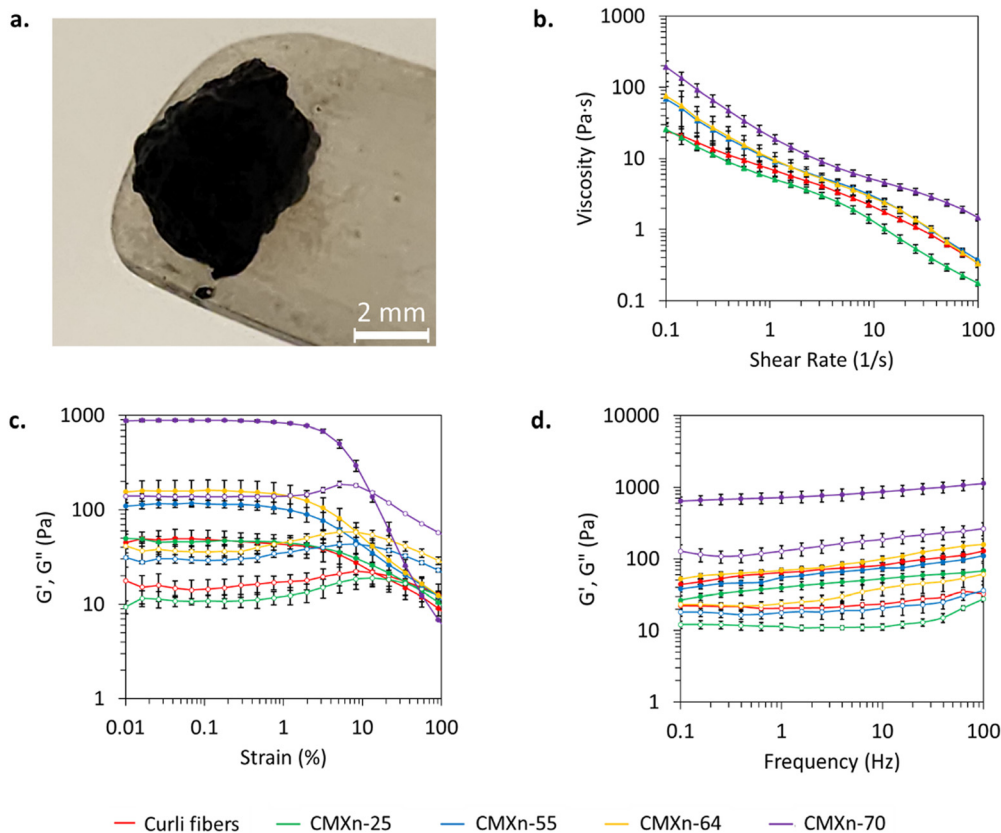 a.
2 mm
b.
1000
100
10
1
0.1
Viscosity (Pa·s)
0.1 1 10 100
Shear Rate (1/s)
c.
1000
100
10
1
G', G" (Pa)
0.01 0.1 1 10 100
Strain (%)
d.
10000
1000
100
10
1
G', G" (Pa)
0.1 1 10 100
Frequency (Hz)
Curli fibers CMXn-25 CMXn-55 CMXn-64 CMXn-70